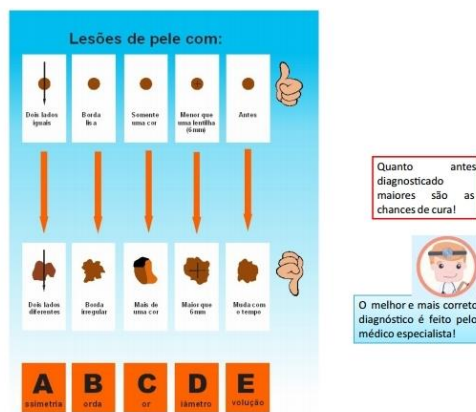 Lesões de pele com:
Dois lados
iguais
Borda
lisa
Somente
uma cor
Menor que
uma lentilha
(6mm)
Antes
Quanto antes
diagnosticado
maiores são as
chances de cura!
Dois lados
diferentes
Borda
irregular
Mais de
uma cor
Maior que
6mm
Muda com
o tempo
O melhor e mais correto
diagnóstico é feito pelo
médico especialista!
A
ssimetria
B
orda
C
or
D
iâmetro
E
volução